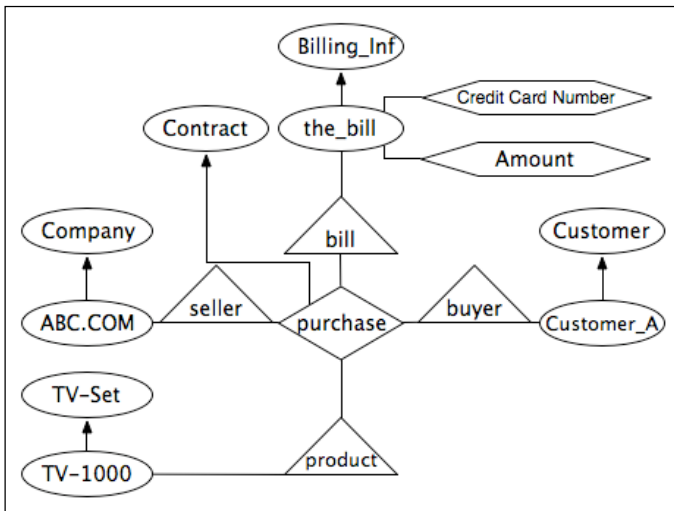 Billing_Inf
Credit Card Number
Contract
the_bill
Amount
Company
bill
Customer
seller
buyer
ABC.COM
purchase
Customer_A
TV-Set
product
TV-1000